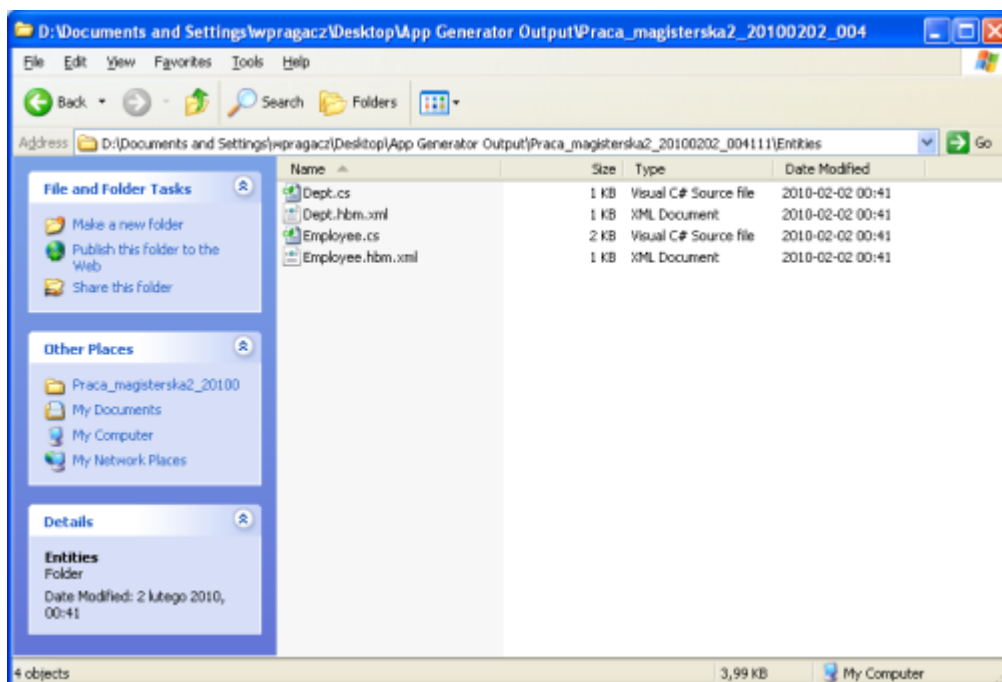 D:\Documents and Settings\wpragacz\Desktop\App Generator Output\Praca_magisterska2_20100202_004
File Edit View Favorites Tools Help
Back Search Folders
Address D:\Documents and Settings\wpragacz\Desktop\App Generator Output\Praca_magisterska2_20100202_004111\Entities Go
File and Folder Tasks
Make a new folder
Publish this folder to the
Web
Share this folder
Other Places
Praca_magisterska2_20100
My Documents
My Computer
My Network Places
Details
Entities
Folder
Date Modified: 2 lutego 2010,
00:41
Name Size Type Date Modified
Dept.cs 1 KB Visual C# Source file 2010-02-02 00:41
Dept.hbm.xml 1 KB XML Document 2010-02-02 00:41
Employee.cs 2 KB Visual C# Source file 2010-02-02 00:41
Employee.hbm.xml 1 KB XML Document 2010-02-02 00:41
4 objects 3,99 KB My Computer